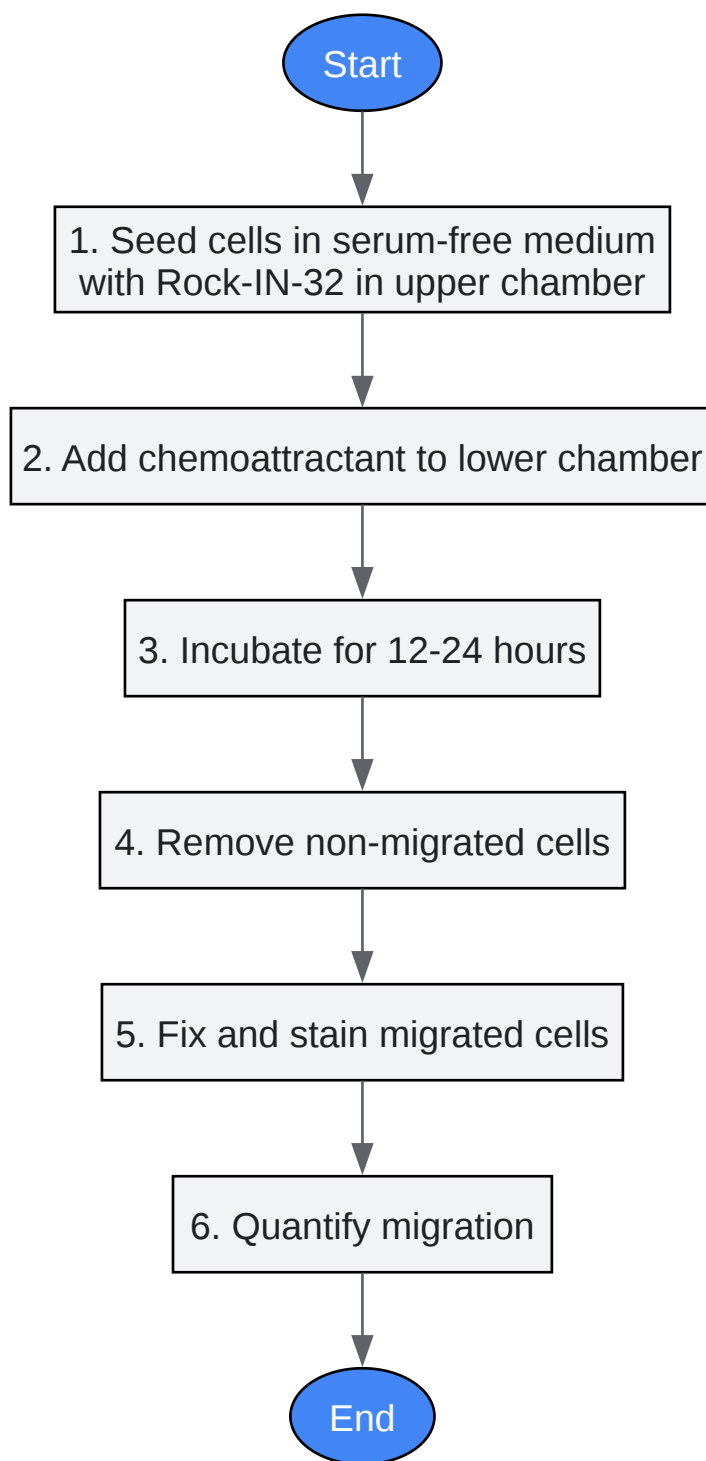 Start
1. Seed cells in serum-free medium
with Rock-IN-32 in upper chamber
2. Add chemoattractant to lower chamber
3. Incubate for 12-24 hours
4. Remove non-migrated cells
5. Fix and stain migrated cells
6. Quantify migration
End